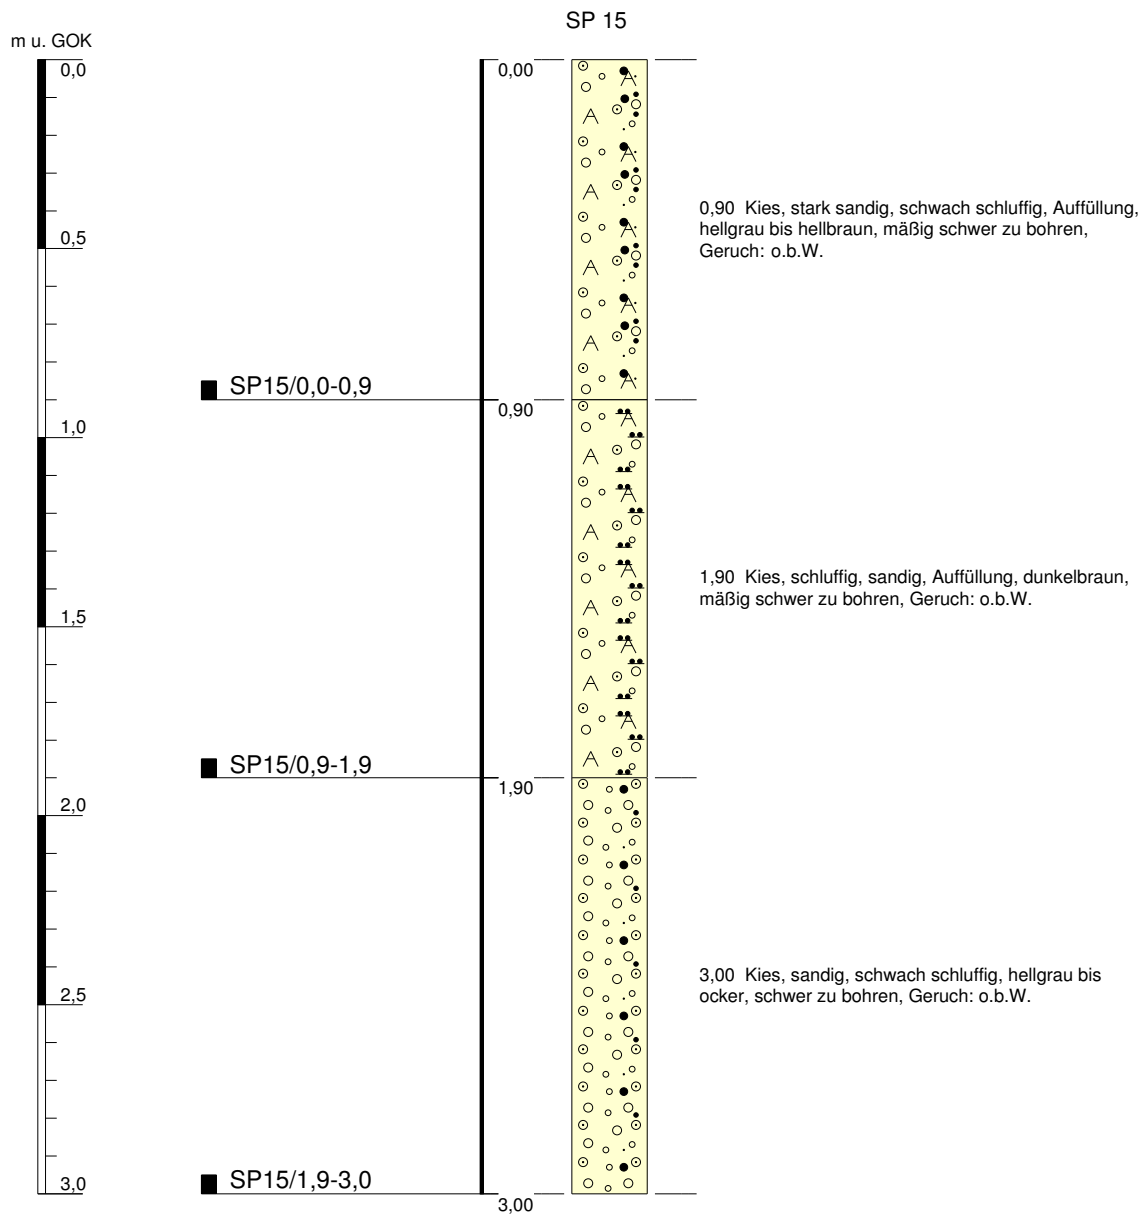 SP 15
m u. GOK
0,0
0,00
0,90 Kies, stark sandig, schwach schluffig, Auffüllung,
hellgrau bis hellbraun, mäßig schwer zu bohren,
Geruch: o.b.W.
0,5
SP15/0,0-0,9
0,90
1,0
1,90 Kies, schluffig, sandig, Auffüllung, dunkelbraun,
mäßig schwer zu bohren, Geruch: o.b.W.
1,5
SP15/0,9-1,9
1,90
2,0
3,00 Kies, sandig, schwach schluffig, hellgrau bis
ocker, schwer zu bohren, Geruch: o.b.W.
2,5
SP15/1,9-3,0
3,0
3,00